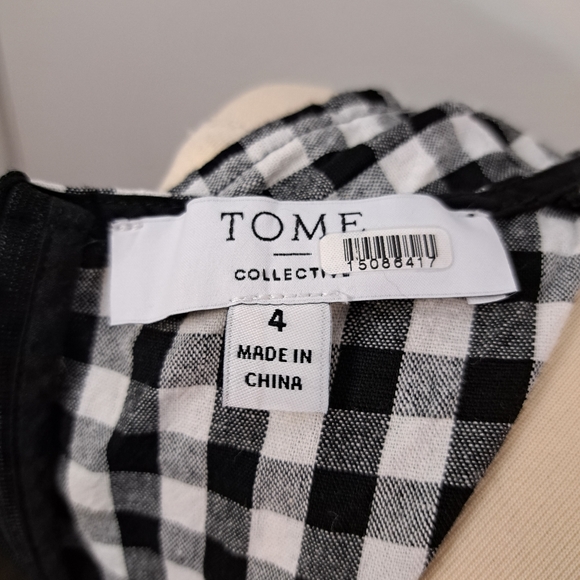 TOME
COLLECTIVE
15086417
4
MADE IN
CHINA